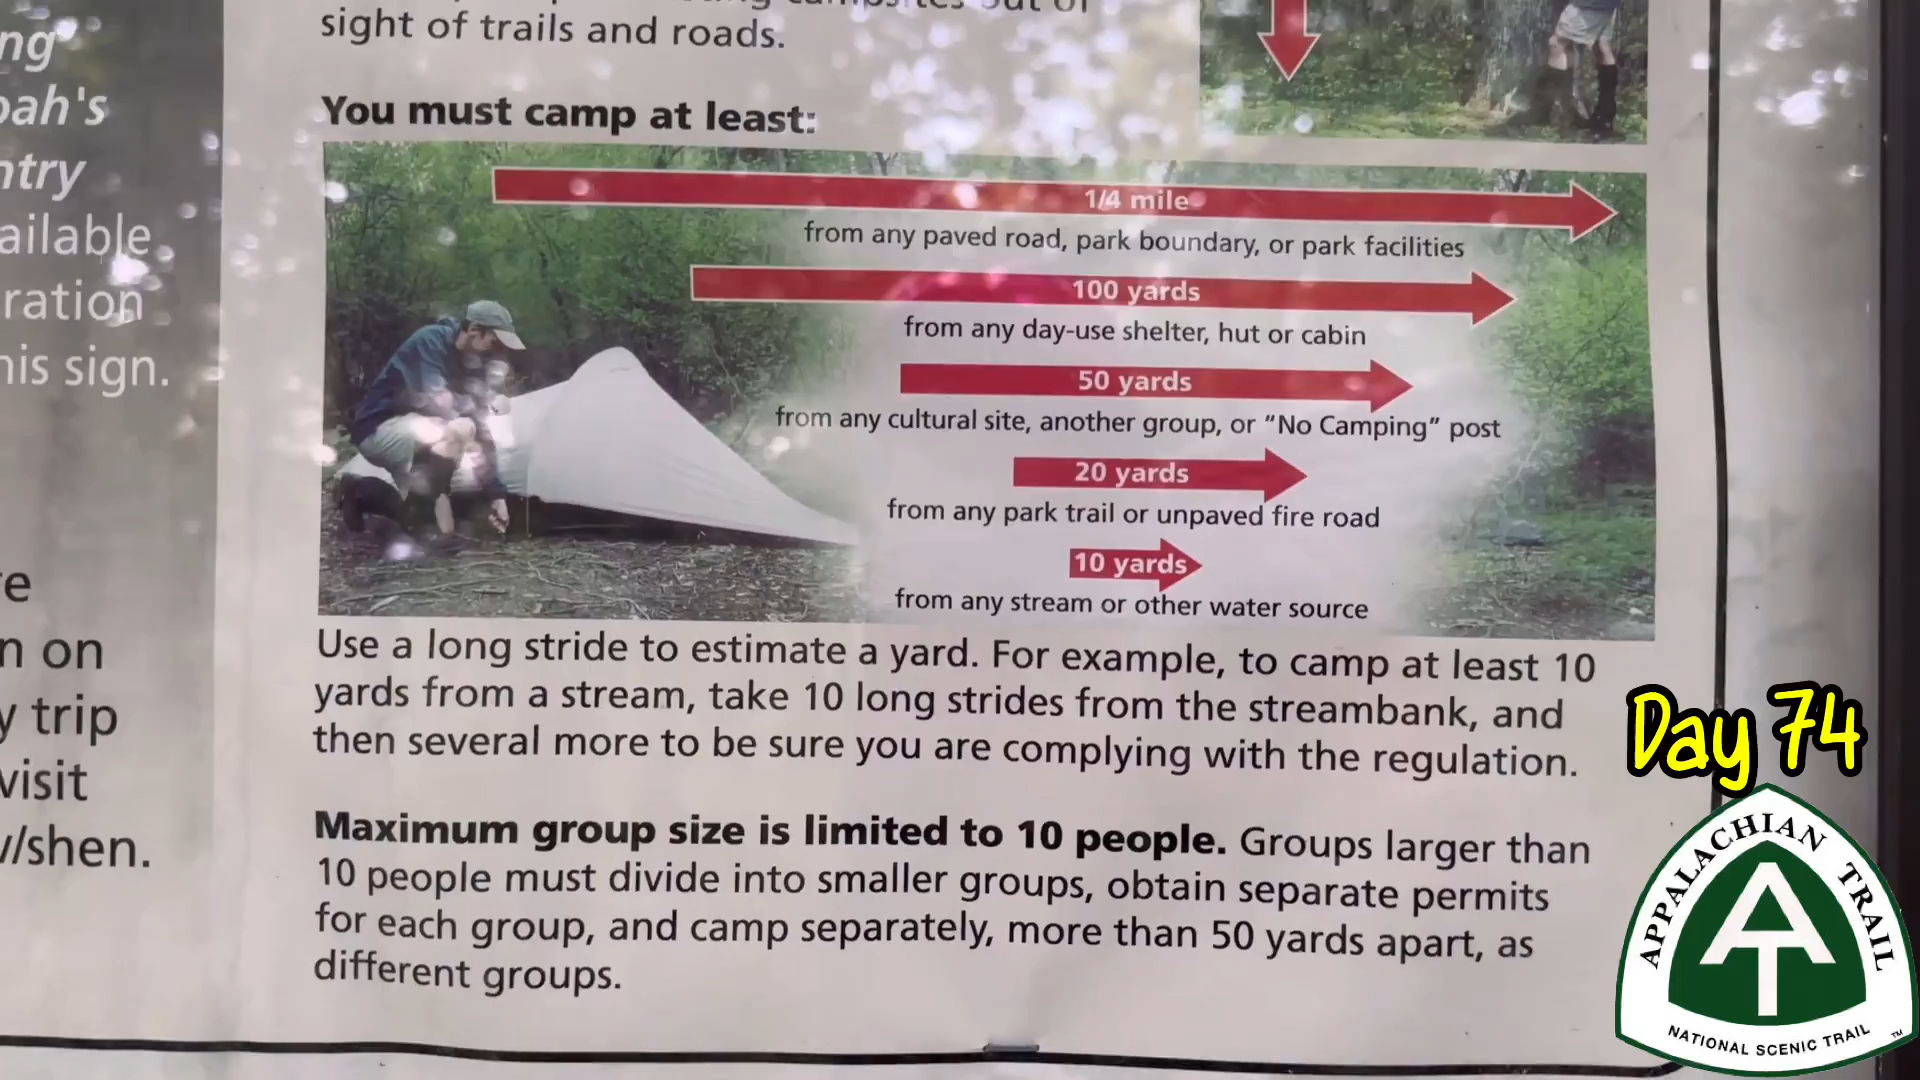 sight of trails and roads.
You must camp at least:
1/4 mile
from any paved road, park boundary, or park facilities
100 yards
from any day-use shelter, hut or cabin
50 yards
from any cultural site, another group, or “No Camping” post
20 yards
from any park trail or unpaved fire road
10 yards
from any stream or other water source
Use a long stride to estimate a yard. For example, to camp at least 10
yards from a stream, take 10 long strides from the streambank, and
then several more to be sure you are complying with the regulation.
Maximum group size is limited to 10 people. Groups larger than
10 people must divide into smaller groups, obtain separate permits
for each group, and camp separately, more than 50 yards apart, as
different groups.
his sign.
on
trip
visit
/shen.
Day 74
APPALACHIAN TRAIL
NATIONAL SCENIC TRAIL ™